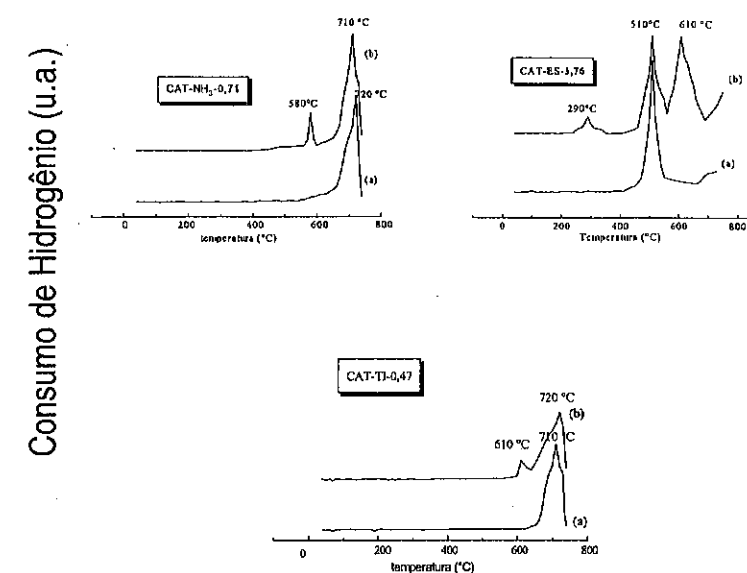 Consumo de Hidrogênio (u.a.)
710 °C
(b)
CAT-NH3-0,71
580°C
720 °C
(a)
0 200 400 600 800
temperatura (°C)
510°C 610 °C
CAT-ES-3,76
(b)
290°C
(a)
0 200 400 600 800
Temperatura (°C)
CAT-TI-0,47
720 °C
(b)
610 °C
710 °C
(a)
0 200 400 600 800
temperatura (°C)